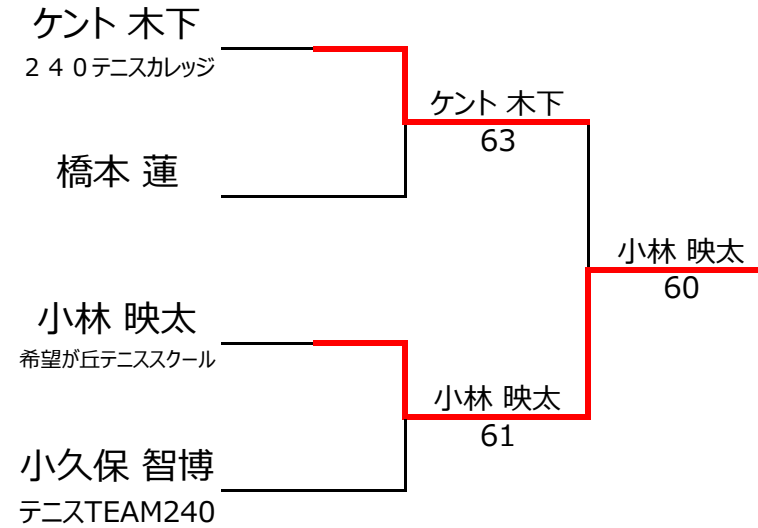 ケント 木下
２４０テニスカレッジ
橋本 蓮
小林 映太
希望が丘テニススクール
小久保 智博
テニスTEAM240
ケント 木下
63
小林 映太
61
小林 映太
60